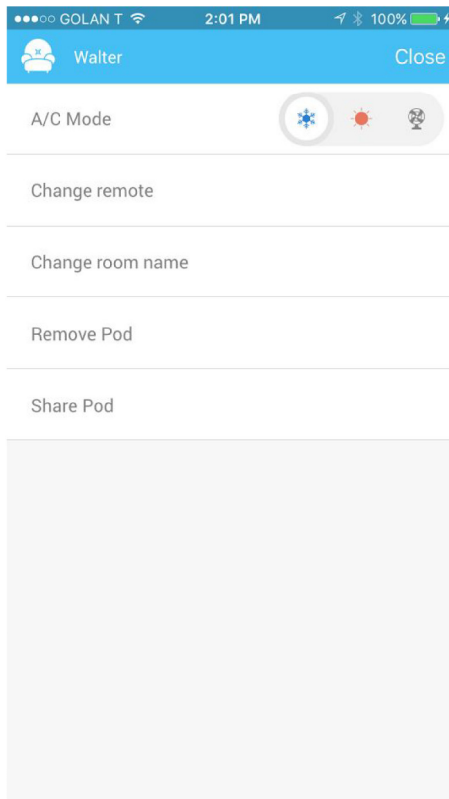 GOLAN T 2:01 PM 100%
Walter Close
A/C Mode
Change remote
Change room name
Remove Pod
Share Pod